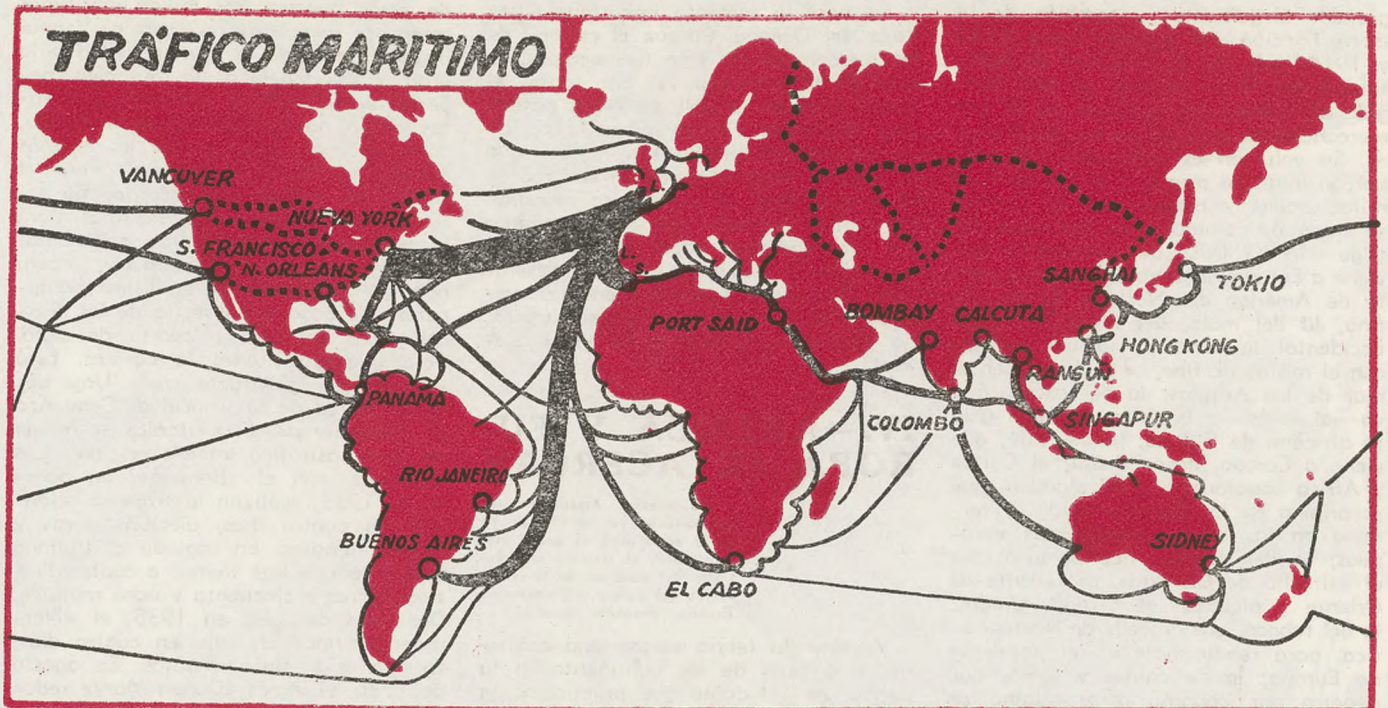 TRÁFICO MARITIMO
VANCUVER
NUEVA YORK
S. FRANCISCO
N. ORLEANS
L.
L.
S.
SANGHAI
TOKIO
PORT SAID
BOMBAY
CALCUTA
HONG KONG
RANGUN
PANAMA
COLOMBO
SINGAPUR
RIO JANEIRO
BUENOS AIRES
SIDNEY
EL CABO